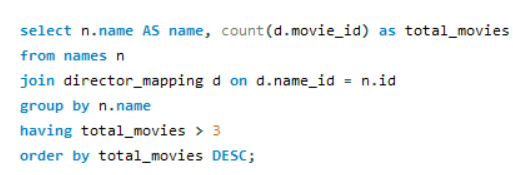 select n.name AS name, count(d.movie_id) as total_movies
from names n
join director_mapping d on d.name_id = n.id
group by n.name
having total_movies > 3
order by total_movies DESC;